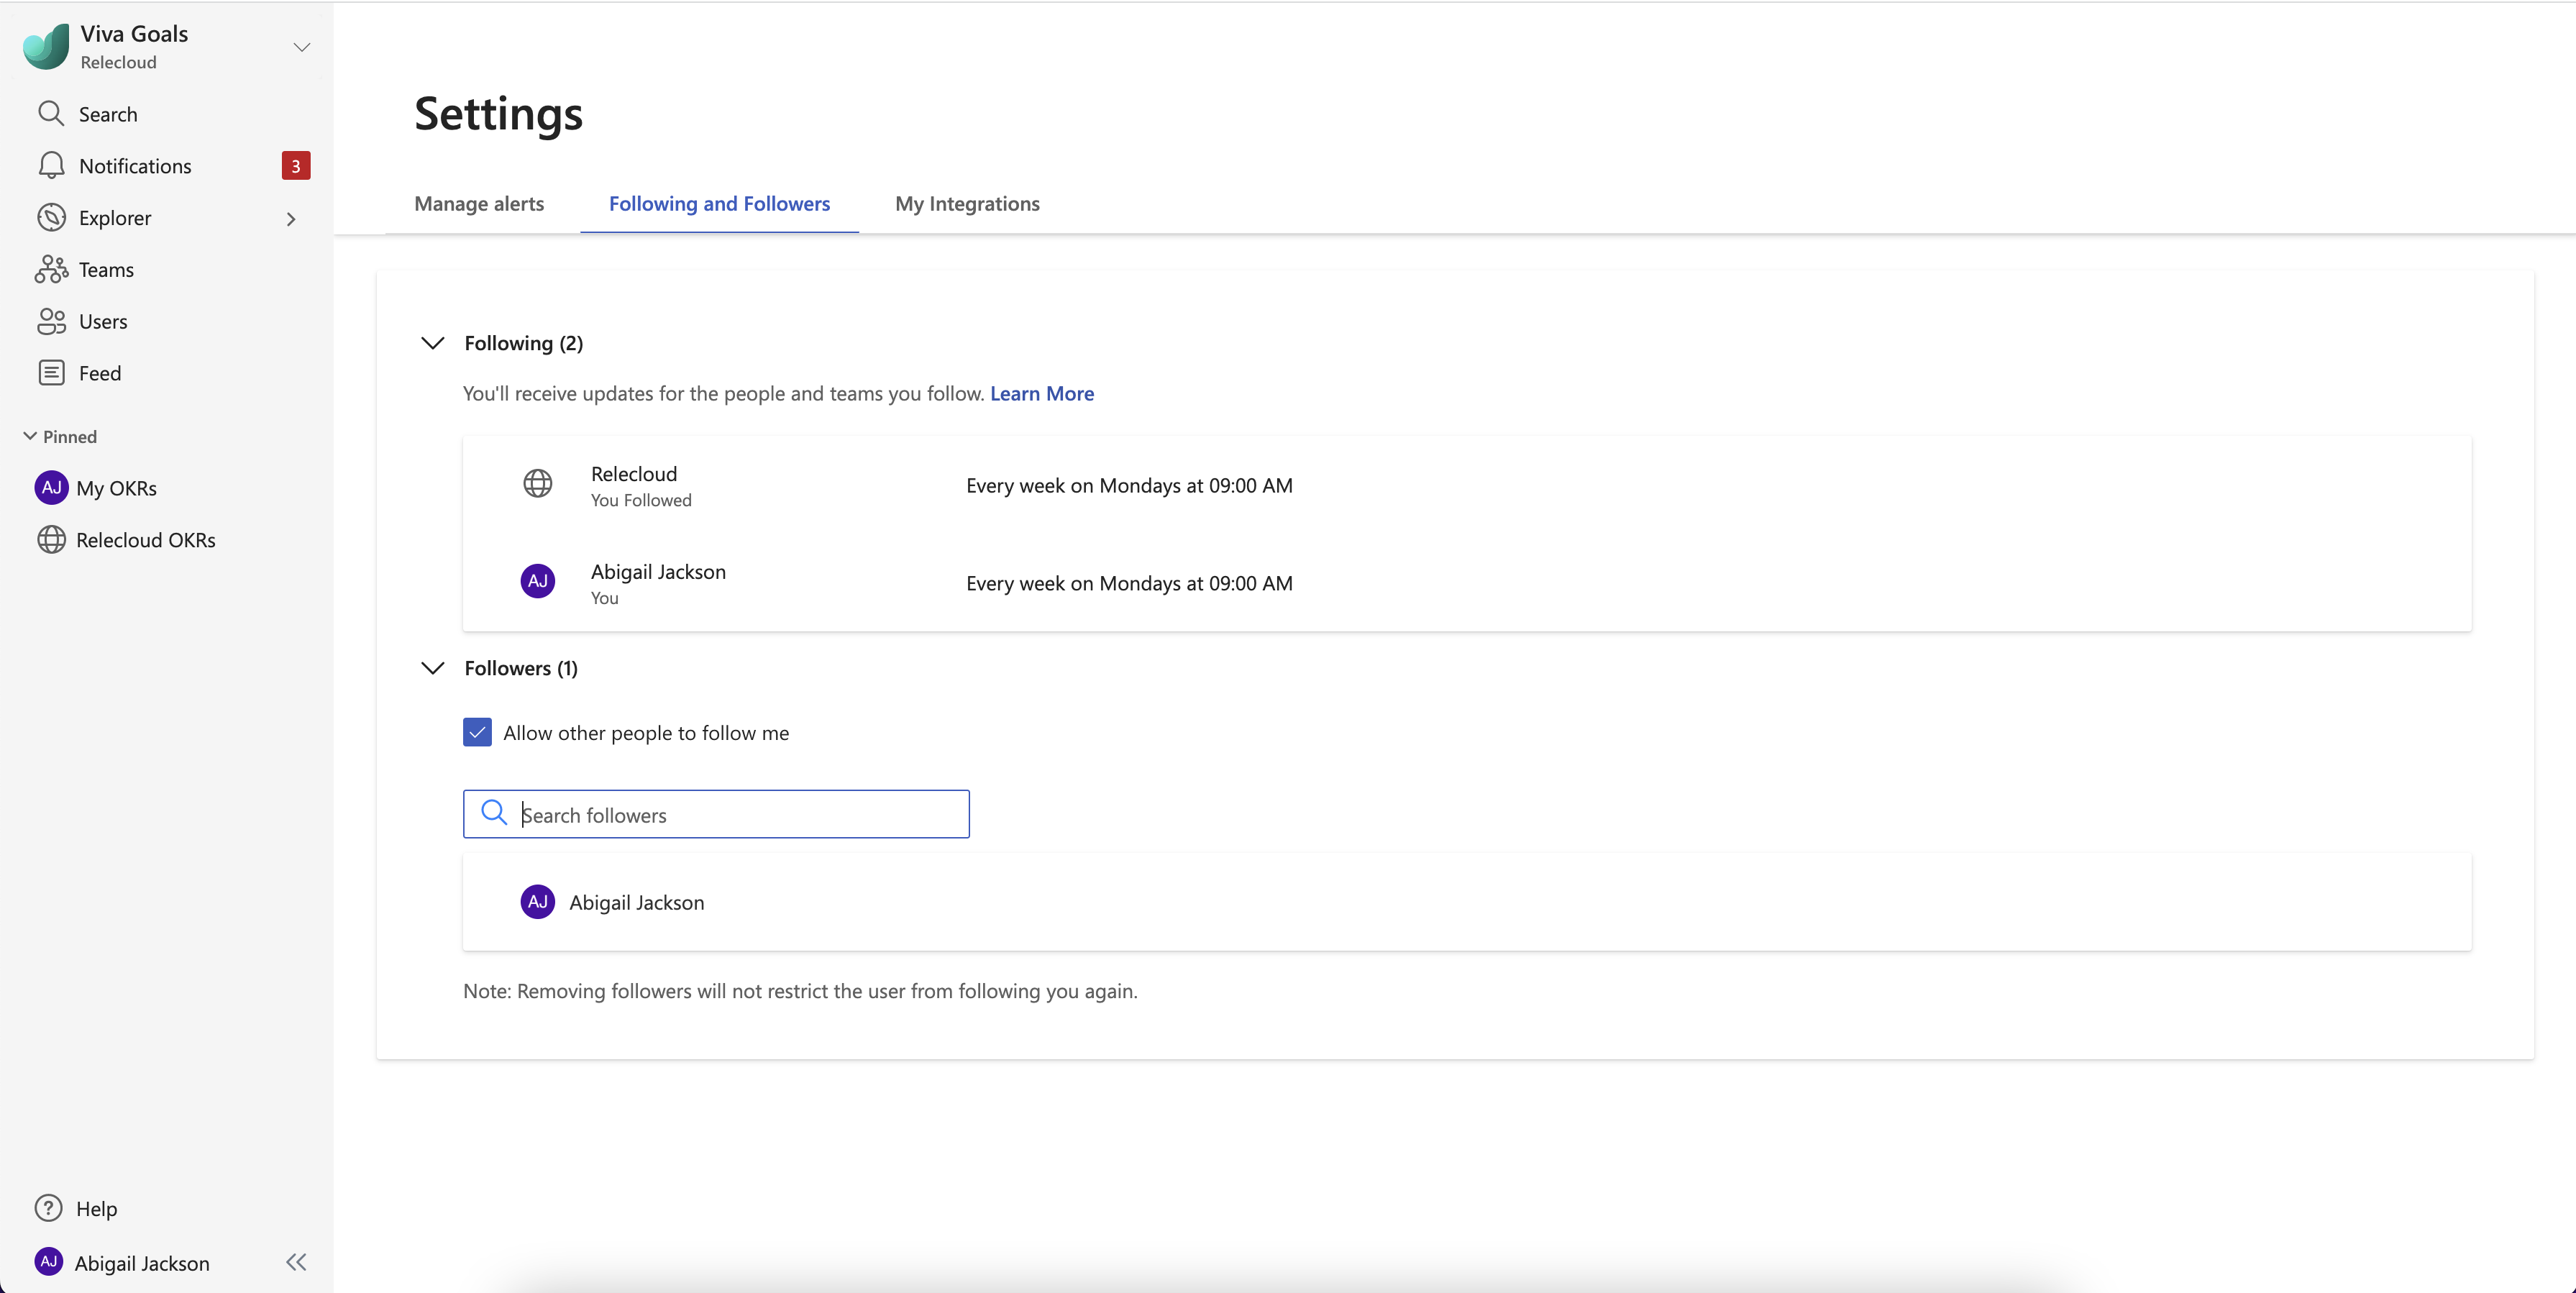 Viva Goals
Relecloud
Search
Notifications
3
Explorer
Teams
Users
Feed
Pinned
AJ
My OKRs
Relecloud OKRs
Help
AJ
Abigail Jackson
Settings
Manage alerts
Following and Followers
My Integrations
Following (2)
You'll receive updates for the people and teams you follow. Learn More
Relecloud
You Followed
Every week on Mondays at 09:00 AM
AJ
Abigail Jackson
You
Every week on Mondays at 09:00 AM
Followers (1)
Allow other people to follow me
Search followers
AJ
Abigail Jackson
Note: Removing followers will not restrict the user from following you again.